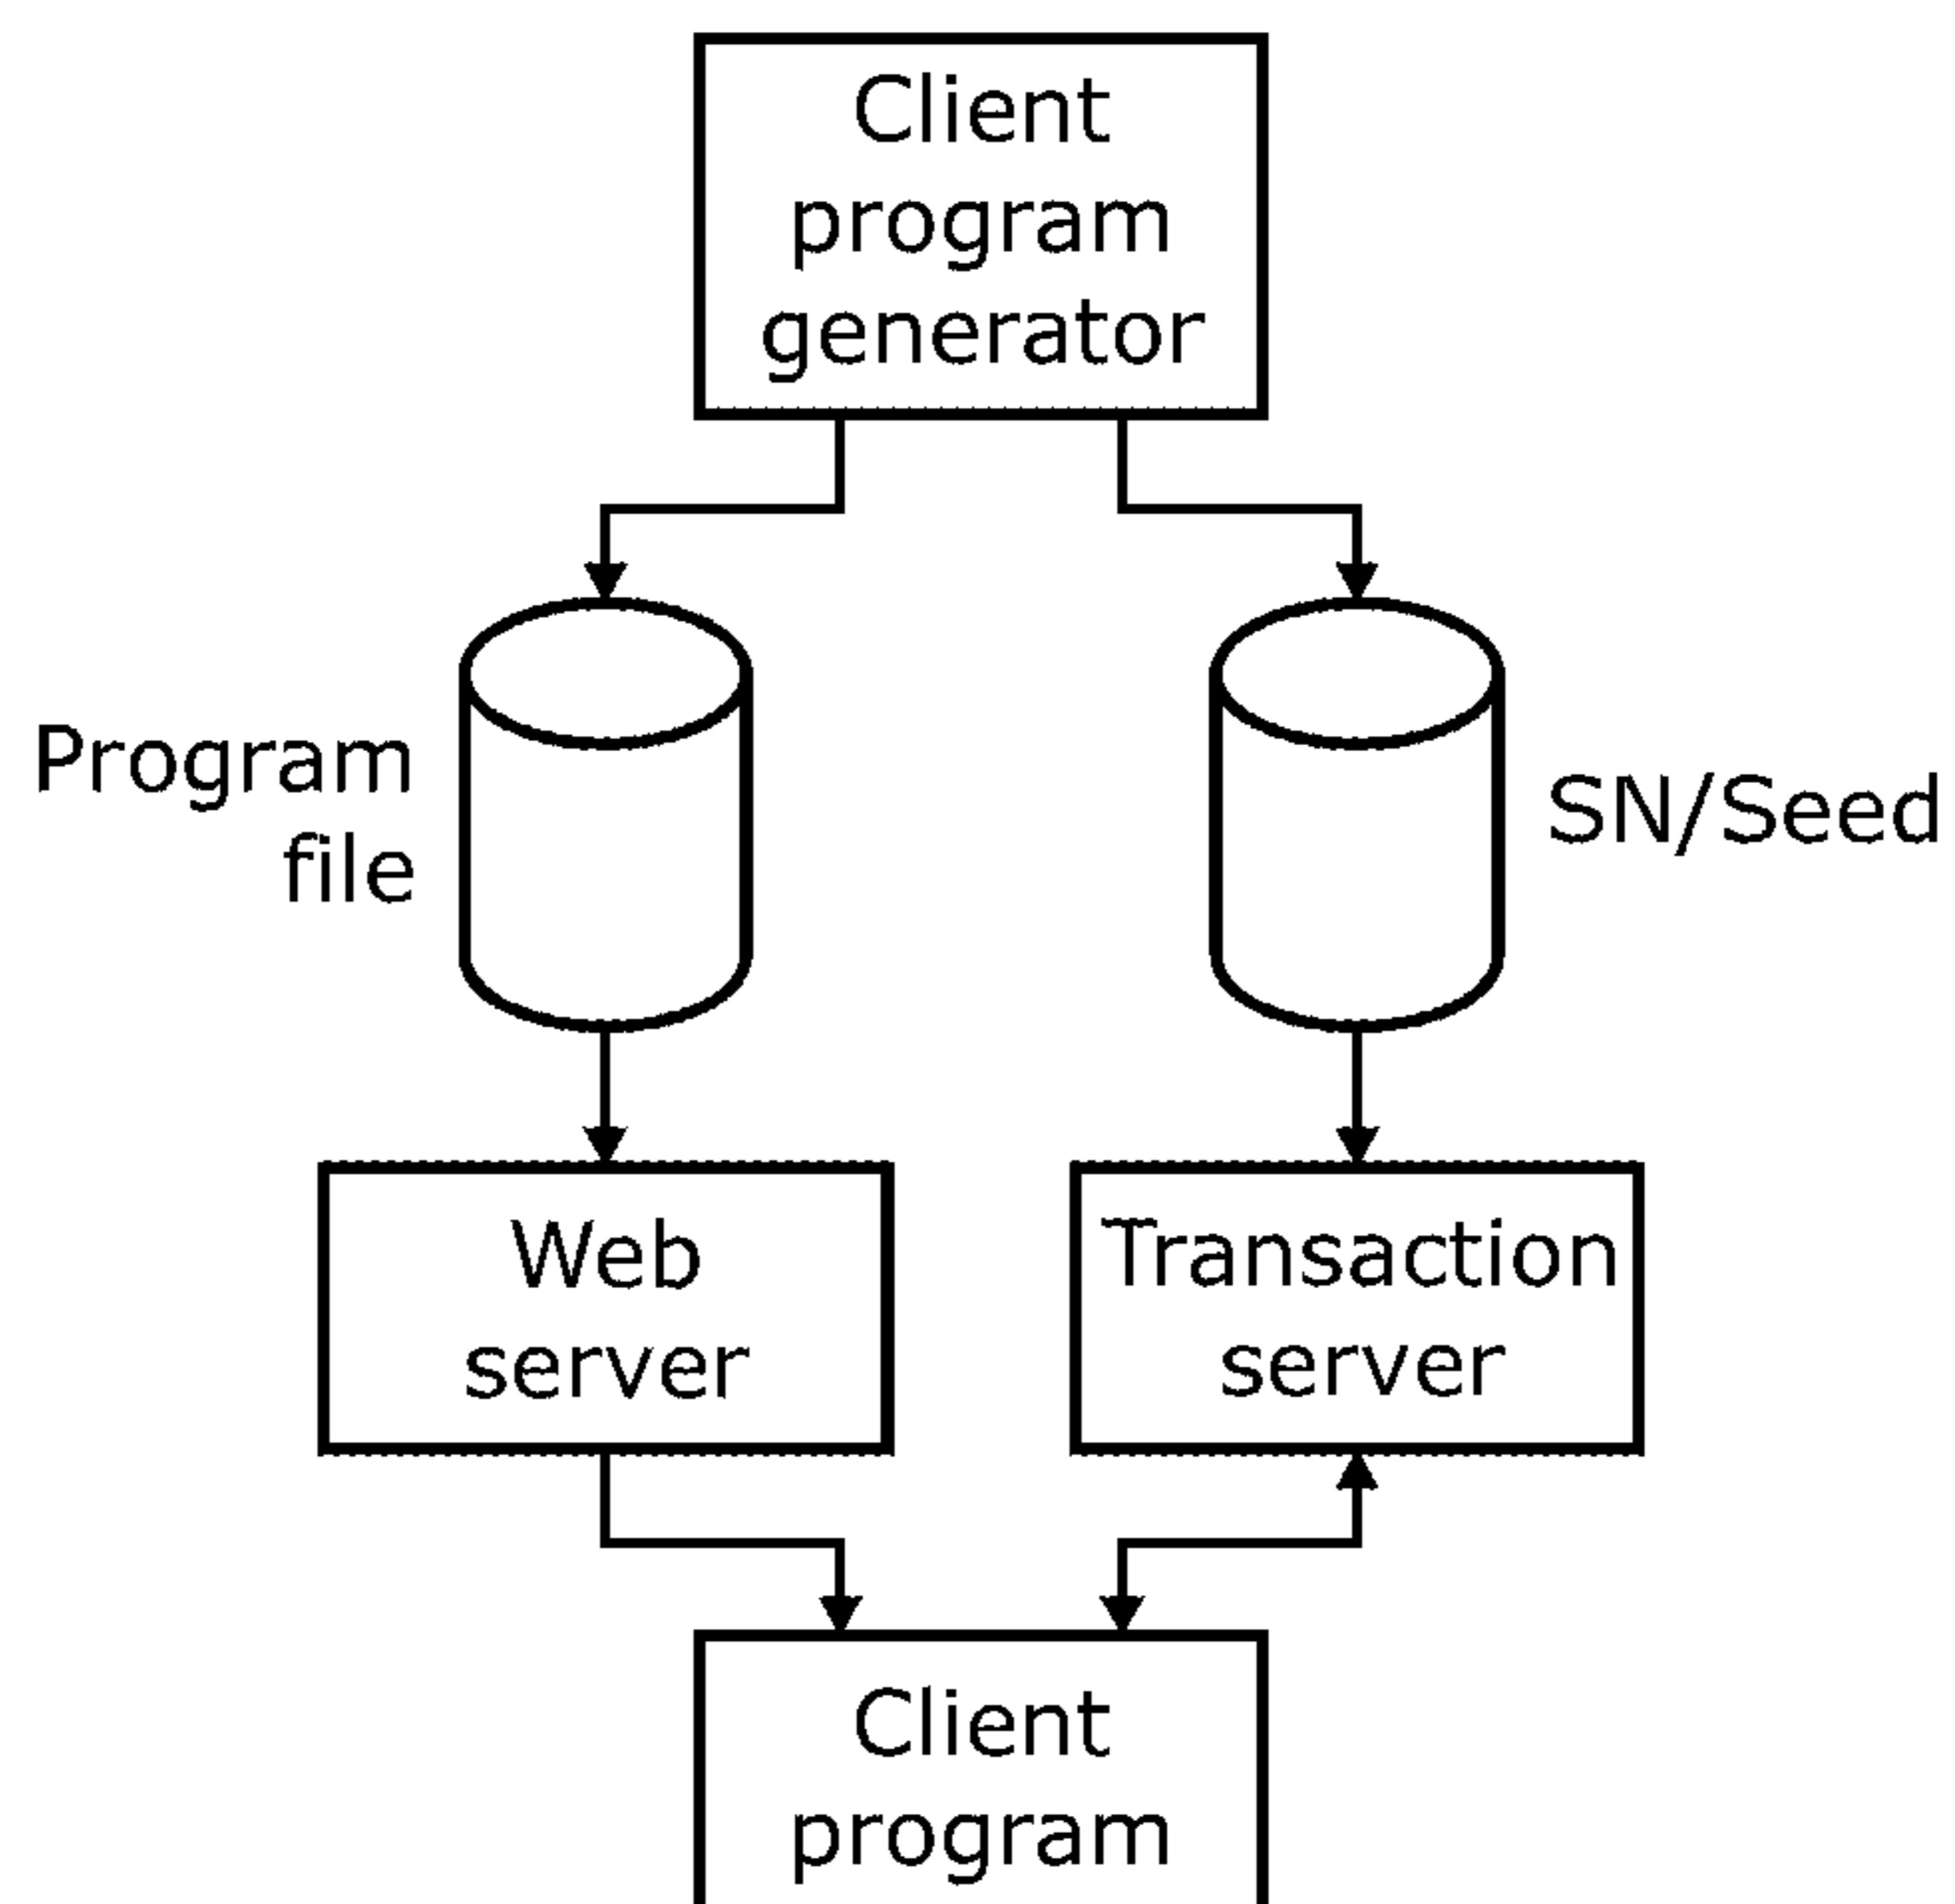 Client
program
generator
Program
file
SN/Seed
Web
server
Transaction
server
Client
program